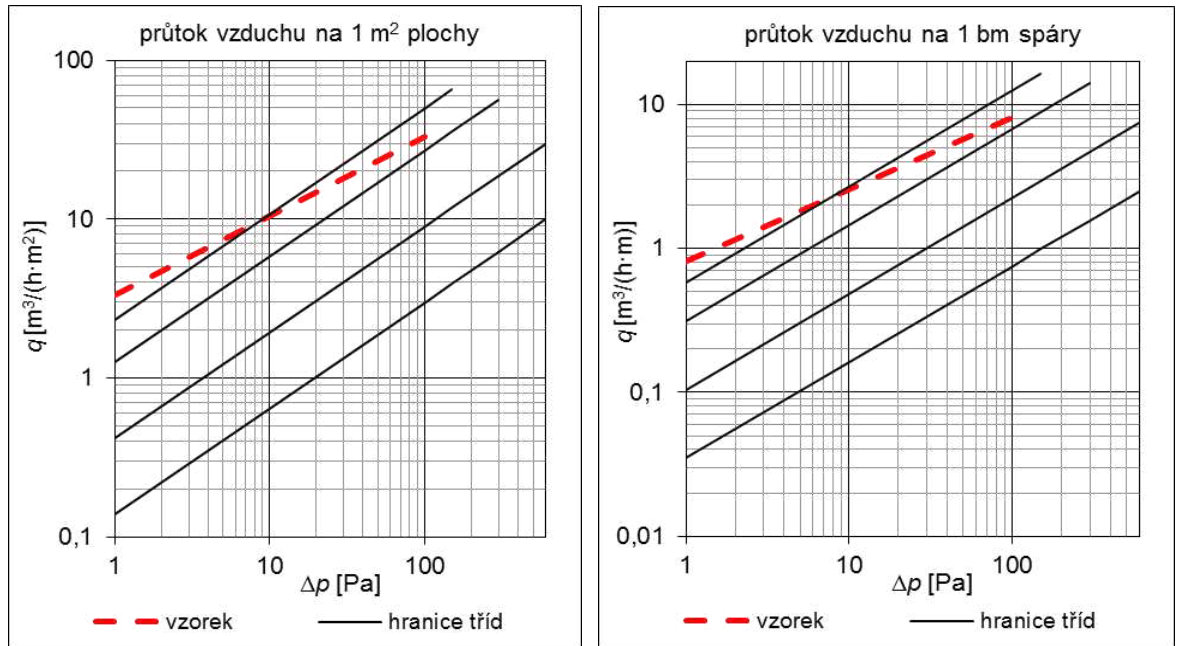 průtok vzduchu na 1 m² plochy
100
10
1
0,1
q [m³/(h·m²)]
1
10
100
Δp [Pa]
vzorek
hranice tříd
průtok vzduchu na 1 bm spáry
10
1
0,1
0,01
q [m³/(h·m)]
1
10
100
Δp [Pa]
vzorek
hranice tříd